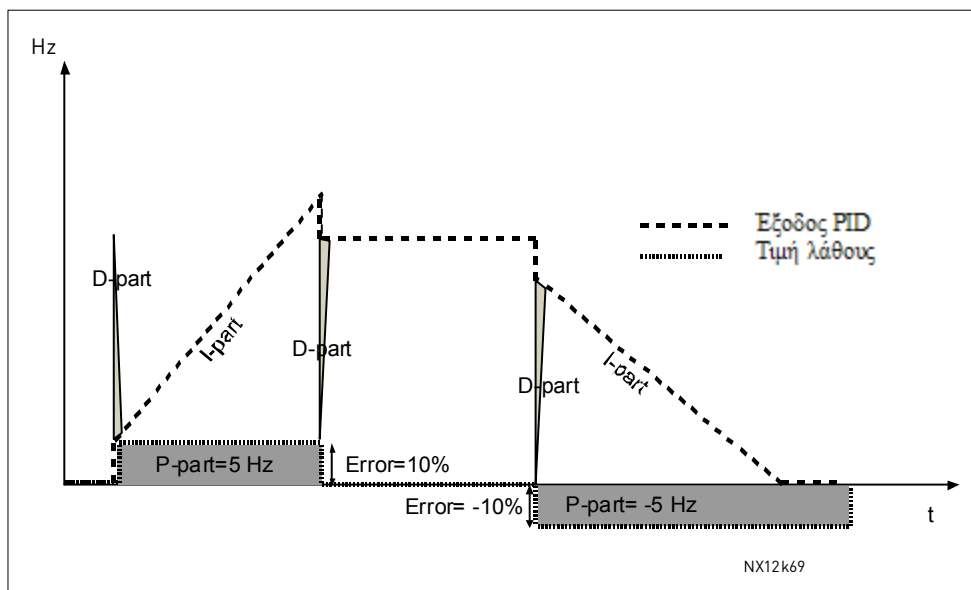 Hz
D-part
I-part
D-part
D-part
I-part
Έξοδος PID
Τιμή λάθους
P-part=5 Hz
Error=10%
Error= -10%
P-part= -5 Hz
t
NX12k69